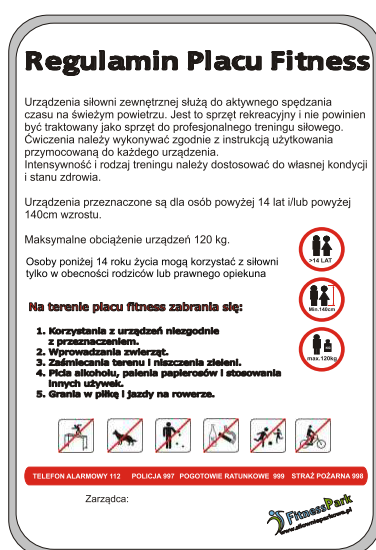 Regulamin Placu Fitness
Urządzenia siłowni zewnętrznej służą do aktywnego spędzania
czasu na świeżym powietrzu. Jest to sprzęt rekreacyjny i nie powinien
być traktowany jako sprzęt do profesjonalnego treningu siłowego.
Ćwiczenia należy wykonywać zgodnie z instrukcją użytkowania
przymocowaną do każdego urządzenia.
Intensywność i rodzaj treningu należy dostosować do własnej kondycji
i stanu zdrowia.
Urządzenia przeznaczone są dla osób powyżej 14 lat i/lub powyżej
140cm wzrostu.
Maksymalne obciążenie urządzeń 120 kg.
Osoby poniżej 14 roku życia mogą korzystać z siłowni
tylko w obecności rodziców lub prawnego opiekuna
>14 LAT
Min.140cm
max.120kg
Na terenie placu fitness zabrania się:
1. Korzystania z urządzeń niezgodnie
z przeznaczeniem.
2. Wprowadzania zwierząt.
3. Zaśmiecania terenu i niszczenia zieleni.
4. Picia alkoholu, palenia papierosów i stosowania
innych używek.
5. Grania w piłkę i jazdy na rowerze.
TELEFON ALARMOWY 112 POLICJA 997 POGOTOWIE RATUNKOWE 999 STRAŻ POŻARNA 998
Zarządca:
FitnessPark
www.silownieparkowe.pl